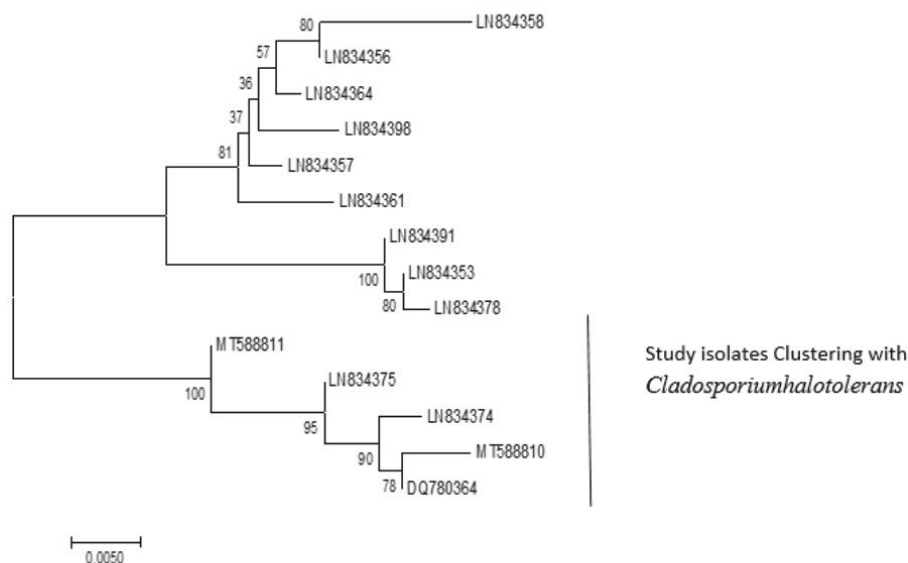 80
LN834358
57
LN834356
36
LN834364
37
LN834398
81
LN834357
LN834361
LN834391
100
LN834353
80
LN834378
MT588811
Study isolates Clustering with
Cladosporiumhalotolerans
100
LN834375
95
LN834374
90
MT588810
78
DQ780364
0.0050